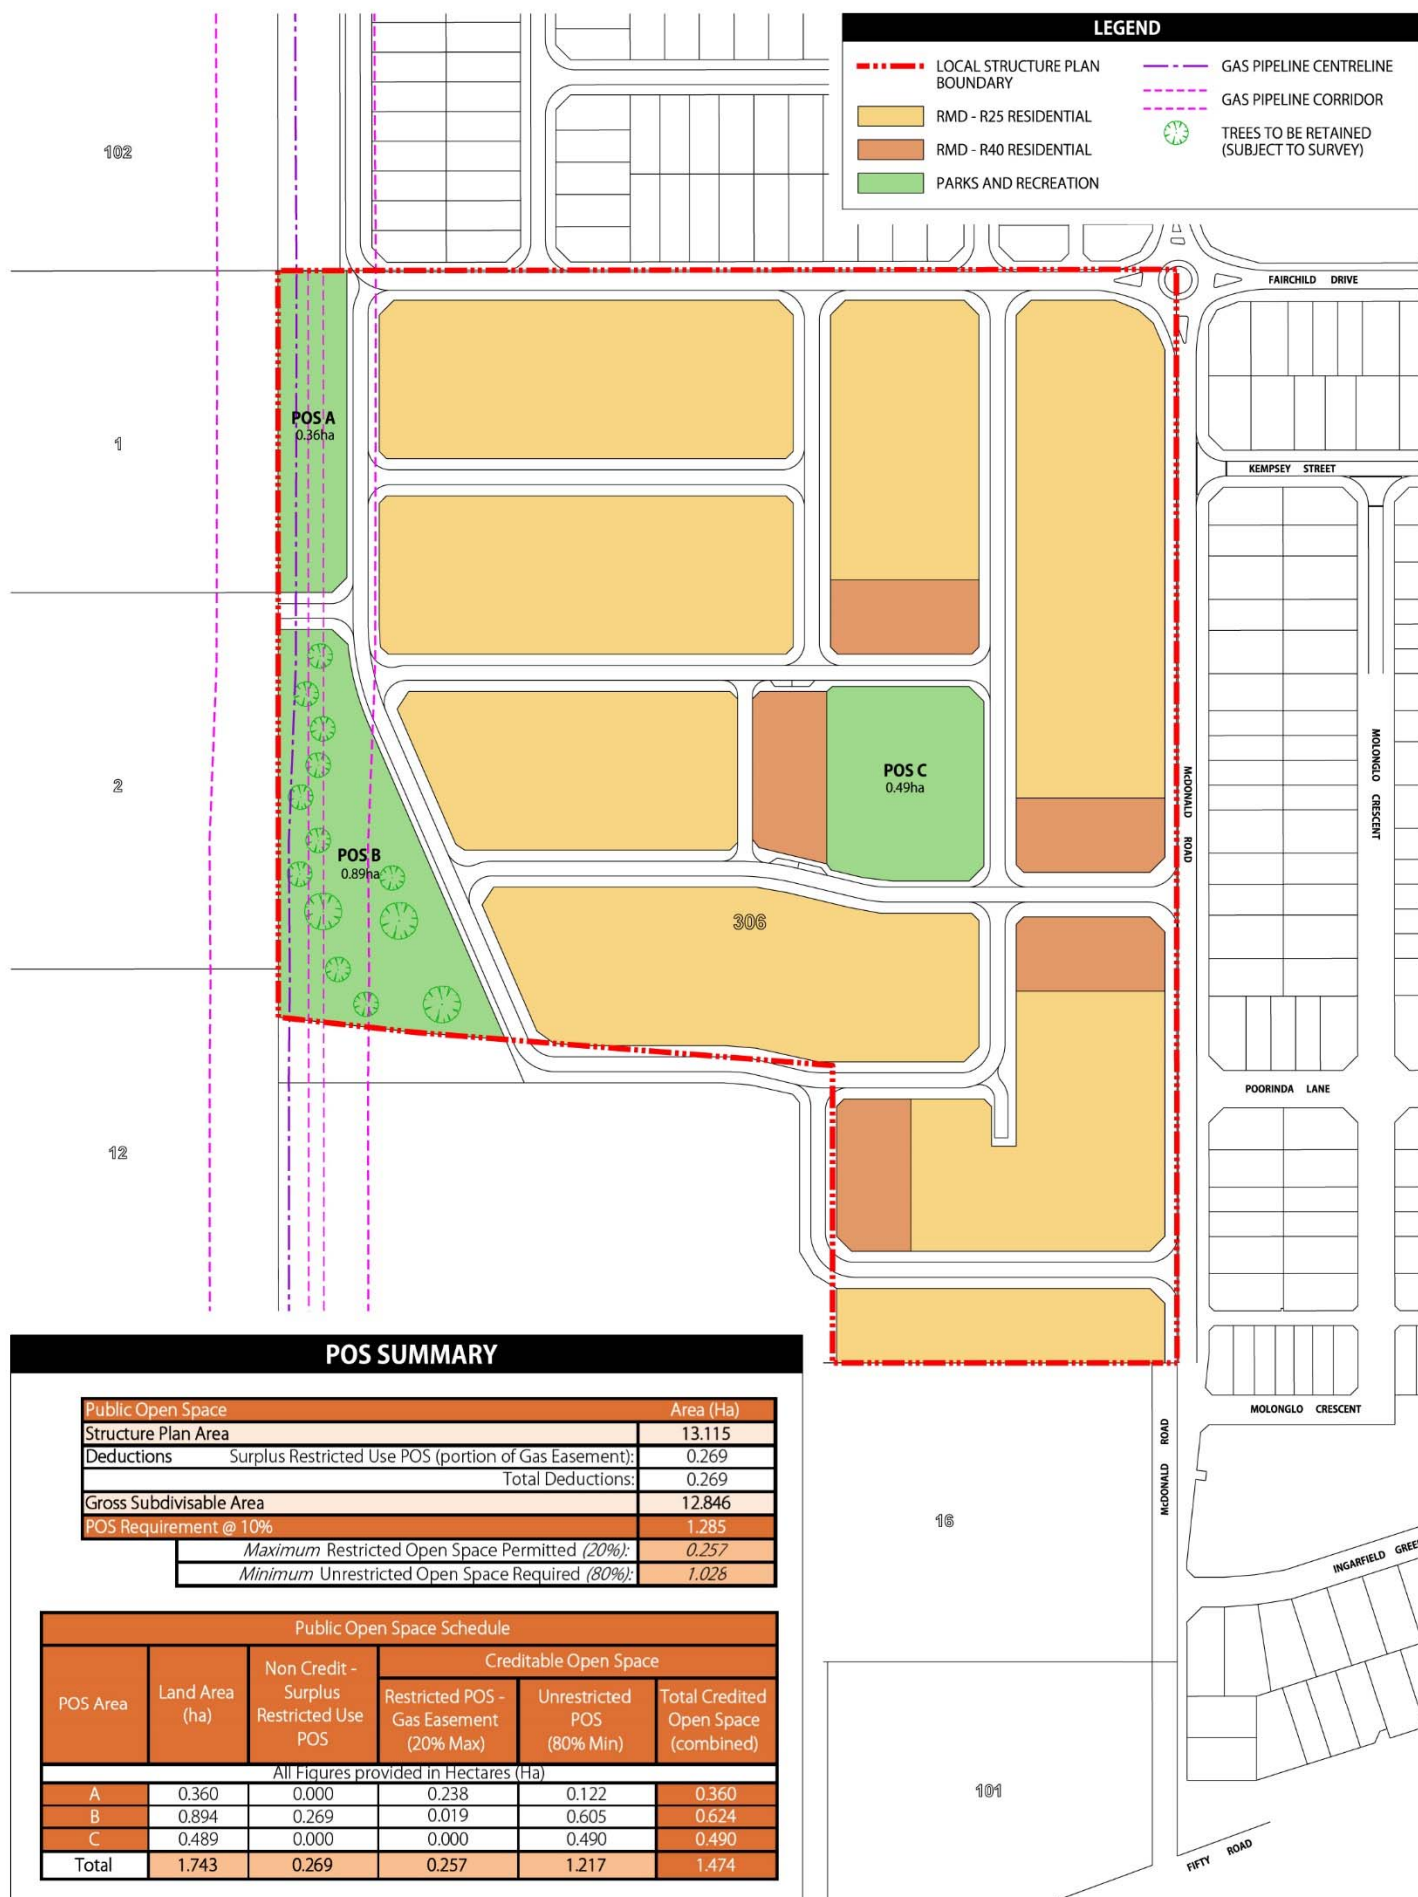 LEGEND
LOCAL STRUCTURE PLAN
BOUNDARY
RMD - R25 RESIDENTIAL
RMD - R40 RESIDENTIAL
PARKS AND RECREATION
GAS PIPELINE CENTRELINE
GAS PIPELINE CORRIDOR
TREES TO BE RETAINED
(SUBJECT TO SURVEY)
102
FAIRCHILD DRIVE
POS A
0.36ha
1
KEMPSEY STREET
MOLONGLO CRESCENT
McDONALD ROAD
POS C
0.49ha
2
POS B
0.89ha
306
POORINDA LANE
12
MOLONGLO CRESCENT
McDONALD ROAD
16
INGARFIELD GREE
101
FIFTY ROAD
POS SUMMARY
Public Open Space Area (Ha)
Structure Plan Area 13.115
Deductions Surplus Restricted Use POS (portion of Gas Easement): 0.269
Total Deductions: 0.269
Gross Subdivisable Area 12.846
POS Requirement @ 10% 1.285
Maximum Restricted Open Space Permitted (20%): 0.257
Minimum Unrestricted Open Space Required (80%): 1.028
Public Open Space Schedule
POS Area
Land Area
(ha)
Non Credit -
Surplus
Restricted Use
POS
Creditable Open Space
Restricted POS -
Gas Easement
(20% Max)
Unrestricted
POS
(80% Min)
Total Credited
Open Space
(combined)
All Figures provided in Hectares (Ha)
A 0.360 0.000 0.238 0.122 0.360
B 0.894 0.269 0.019 0.605 0.624
C 0.489 0.000 0.000 0.490 0.490
Total 1.743 0.269 0.257 1.217 1.474